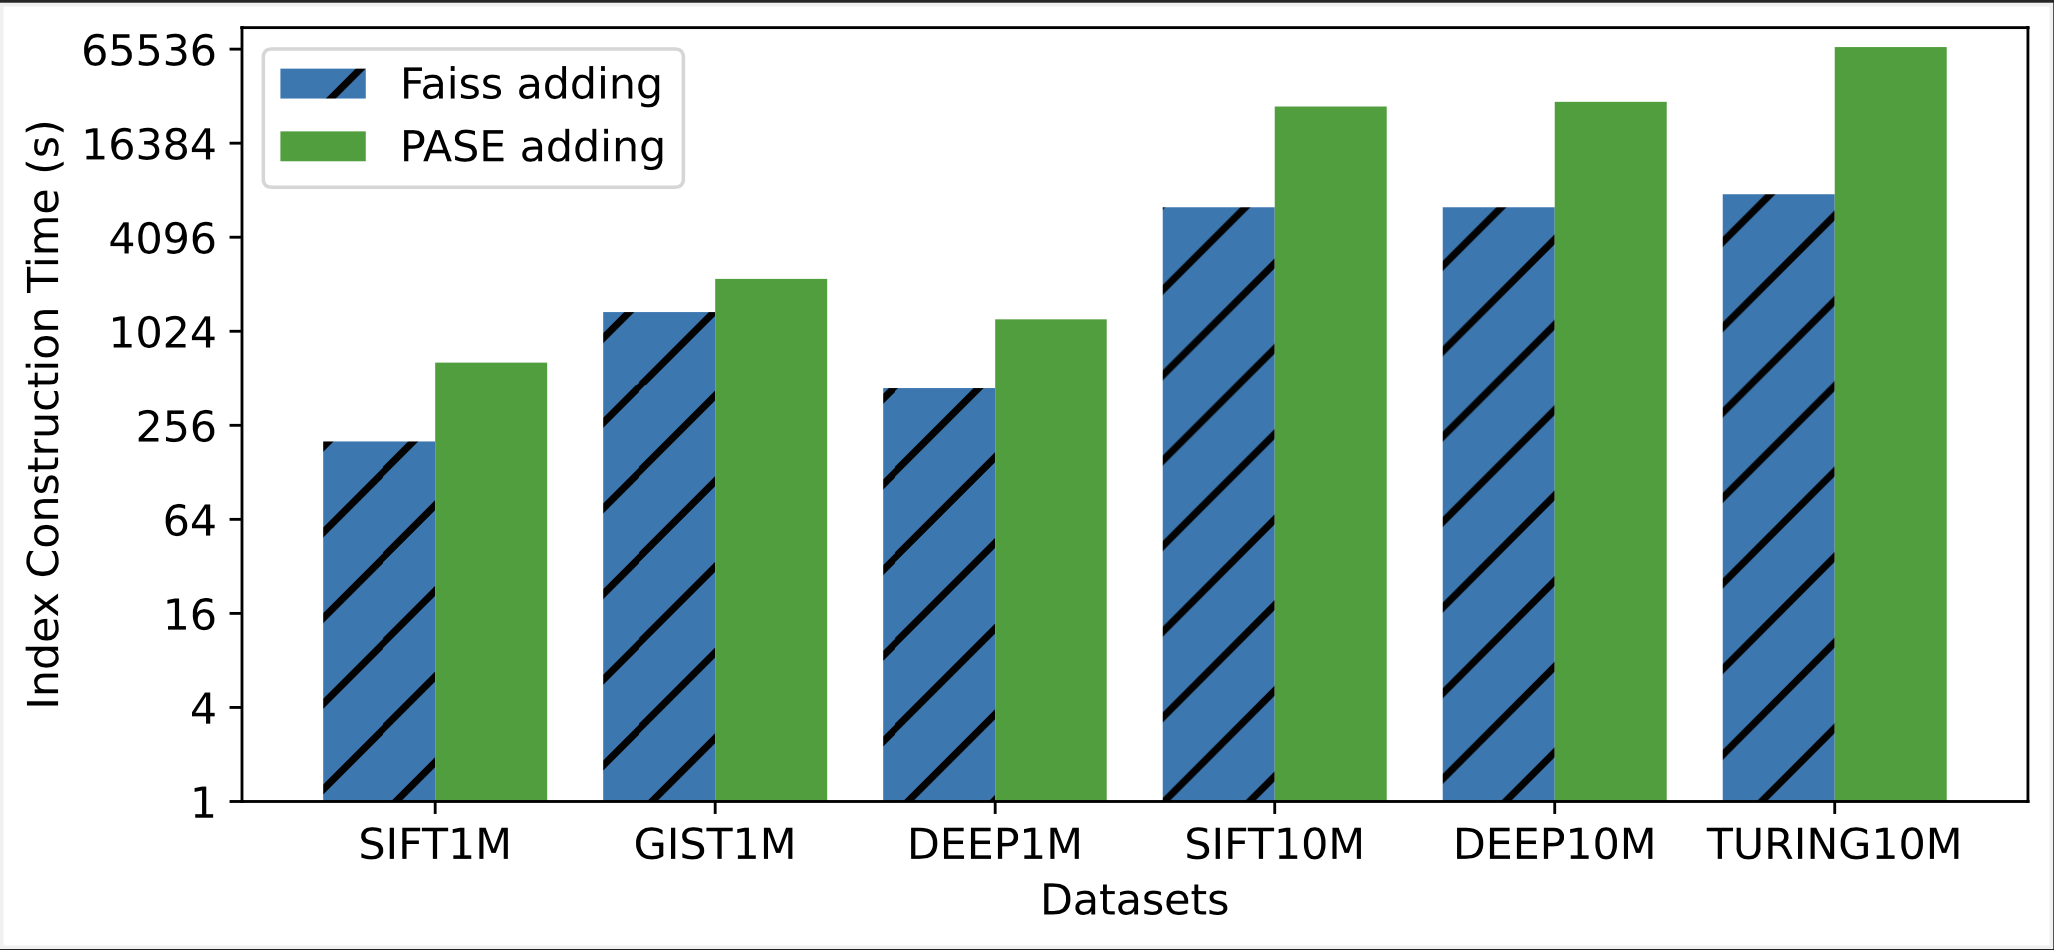 65536
16384
4096
1024
256
64
16
4
1
Index Construction Time (s)
Faiss adding
PASE adding
SIFT1M
GIST1M
DEEP1M
SIFT10M
DEEP10M
TURING10M
Datasets